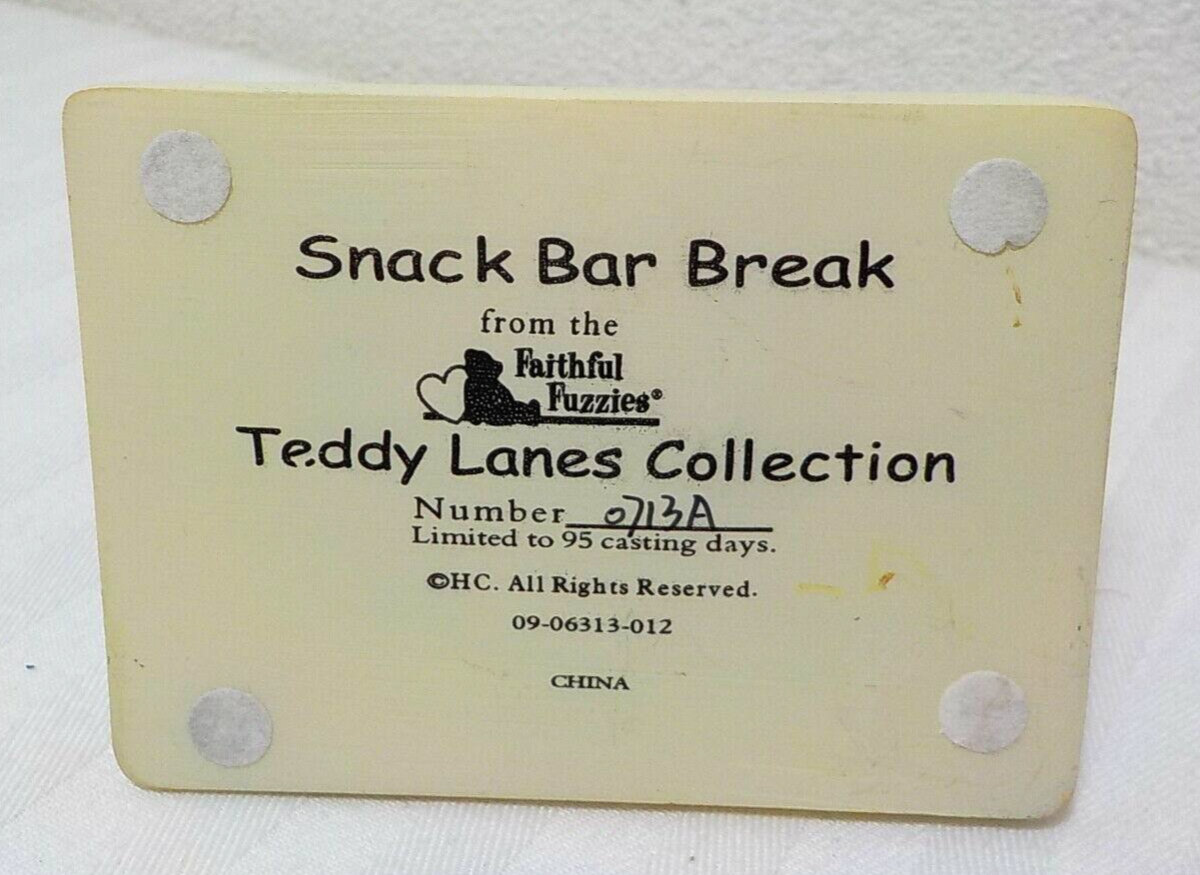 Snack Bar Break
from the
Faithful
Fuzzies®
Teddy Lanes Collection
Number 0713A
Limited to 95 casting days.
©HC. All Rights Reserved.
09-06313-012
CHINA